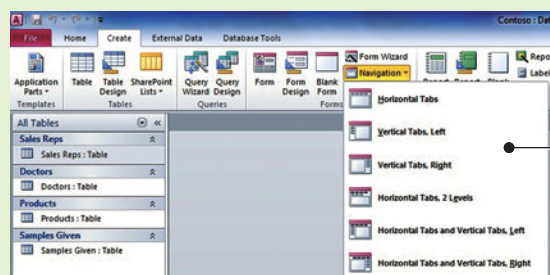 Contoso : Dat
File Home Create External Data Database Tools
Application Parts
Table
Table Design
SharePoint Lists
Query Wizard
Query Design
Form
Form Design
Blank Form
Form Wizard
Navigation
Repo
Label
Templates Tables Queries Forms
All Tables
Sales Reps
Sales Reps : Table
Doctors
Doctors : Table
Products
Products : Table
Samples Given
Samples Given : Table
Horizontal Tabs
Vertical Tabs, Left
Vertical Tabs, Right
Horizontal Tabs, 2 Levels
Horizontal Tabs and Vertical Tabs, Left
Horizontal Tabs and Vertical Tabs, Right